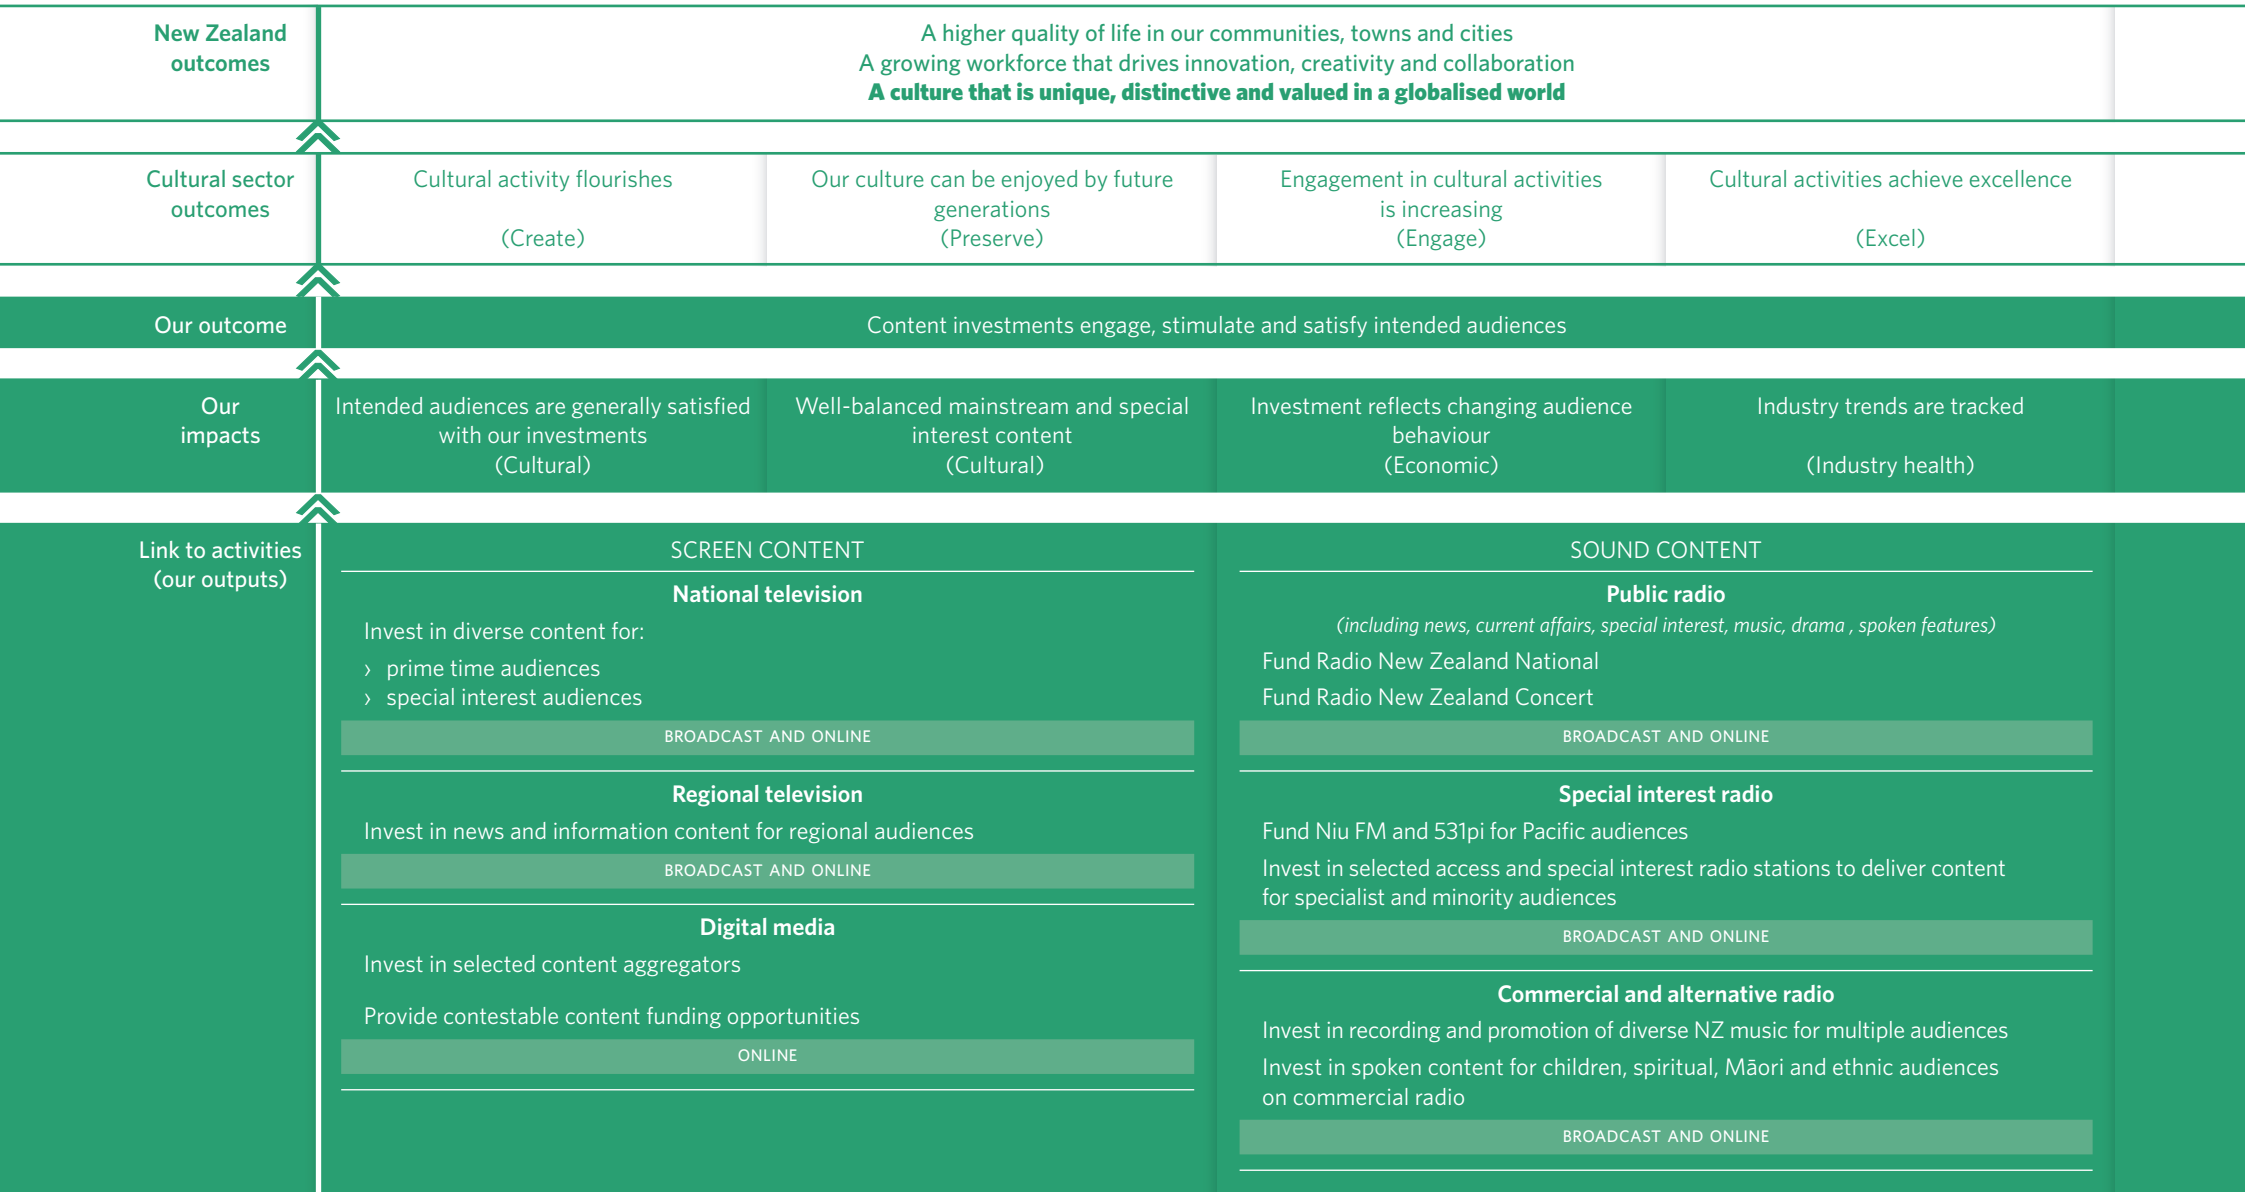 New Zealand
outcomes
A higher quality of life in our communities, towns and cities
A growing workforce that drives innovation, creativity and collaboration
A culture that is unique, distinctive and valued in a globalised world
Cultural sector
outcomes
Cultural activity flourishes
(Create)
Our culture can be enjoyed by future
generations
(Preserve)
Engagement in cultural activities
is increasing
(Engage)
Cultural activities achieve excellence
(Excel)
Our outcome
Content investments engage, stimulate and satisfy intended audiences
Our
impacts
Intended audiences are generally satisfied
with our investments
(Cultural)
Well-balanced mainstream and special
interest content
(Cultural)
Investment reflects changing audience
behaviour
(Economic)
Industry trends are tracked
(Industry health)
Link to activities
(our outputs)
SCREEN CONTENT
National television
Invest in diverse content for:
› prime time audiences
› special interest audiences
BROADCAST AND ONLINE
Regional television
Invest in news and information content for regional audiences
BROADCAST AND ONLINE
Digital media
Invest in selected content aggregators
Provide contestable content funding opportunities
ONLINE
SOUND CONTENT
Public radio
(including news, current affairs, special interest, music, drama , spoken features)
Fund Radio New Zealand National
Fund Radio New Zealand Concert
BROADCAST AND ONLINE
Special interest radio
Fund Niu FM and 531pi for Pacific audiences
Invest in selected access and special interest radio stations to deliver content
for specialist and minority audiences
BROADCAST AND ONLINE
Commercial and alternative radio
Invest in recording and promotion of diverse NZ music for multiple audiences
Invest in spoken content for children, spiritual, Māori and ethnic audiences
on commercial radio
BROADCAST AND ONLINE